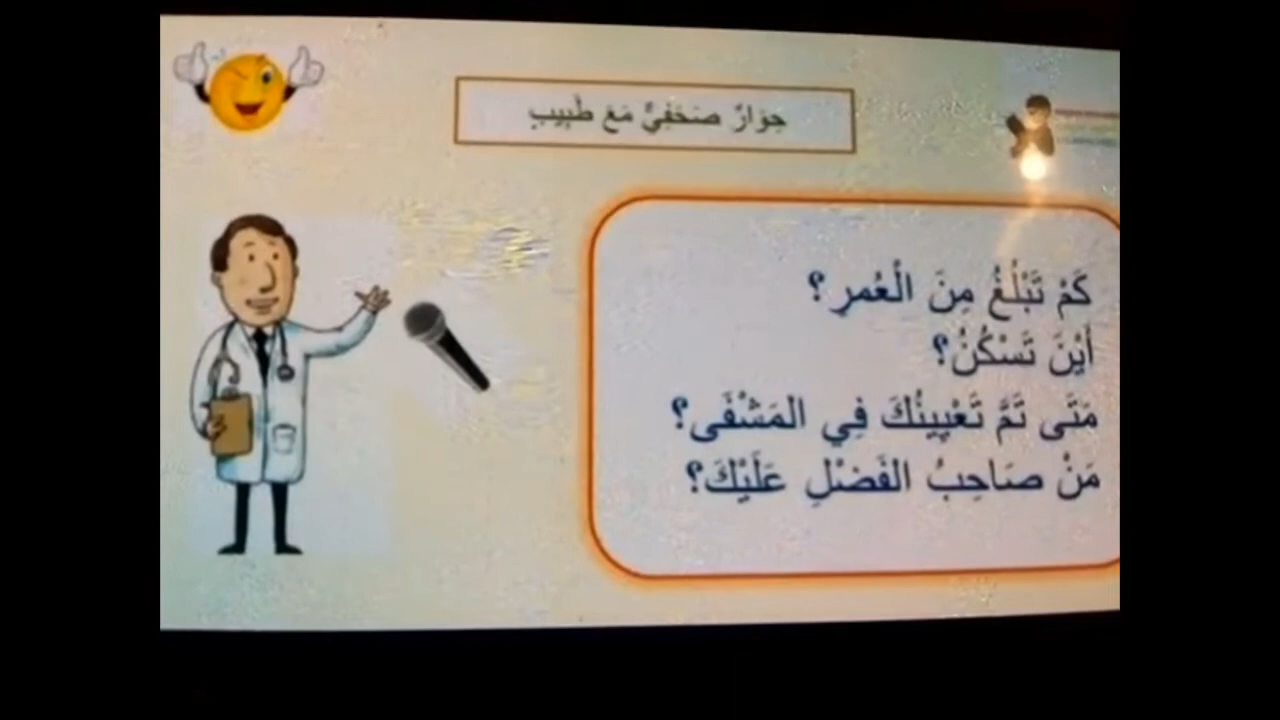 حِوَارٌ صَحَفِيٌّ مَعَ طَبِيبٍ
كَمْ تَبْلُغُ مِنَ الْعُمرِ؟
أَيْنَ تَسْكُنُ؟
مَتَى تَمَّ تَعْيِينُكَ فِي المَشْفَى؟
مَنْ صَاحِبُ الفَضْلِ عَلَيْكَ؟